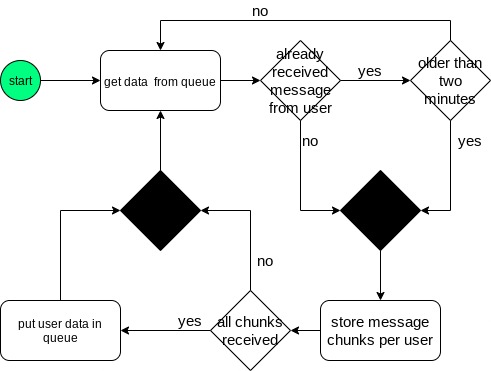 no
start
get data  from queue
already
received
message
from user
yes
older than
two
minutes
no
yes
no
put user data in
queue
yes
all chunks
received
store message
chunks per user